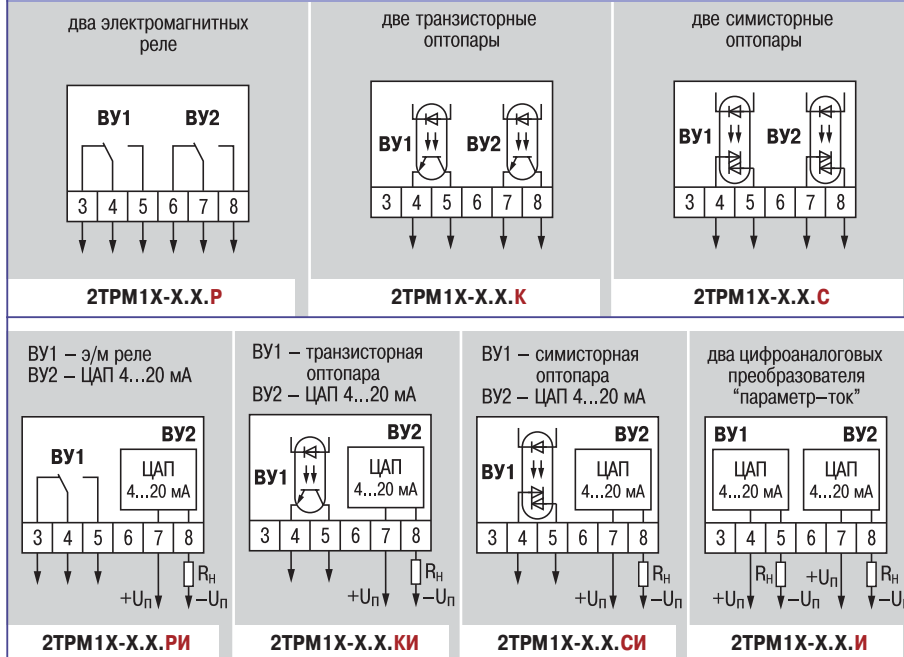 два электромагнитных
реле
ВУ1 ВУ2
3 4 5 6 7 8
2ТРМ1Х-Х.Х.Р
две транзисторные
оптопары
ВУ1 ВУ2
3 4 5 6 7 8
2ТРМ1Х-Х.Х.К
две симисторные
оптопары
ВУ1 ВУ2
3 4 5 6 7 8
2ТРМ1Х-Х.Х.С
ВУ1 – э/м реле
ВУ2 – ЦАП 4...20 мА
ВУ2
ВУ1
ЦАП
4...20 мА
3 4 5 6 7 8
Rн
+Uп –Uп
2ТРМ1Х-Х.Х.РИ
ВУ1 – транзисторная
оптопара
ВУ2 – ЦАП 4...20 мА
ВУ2
ВУ1
ЦАП
4...20 мА
3 4 5 6 7 8
Rн
+Uп –Uп
2ТРМ1Х-Х.Х.КИ
ВУ1 – симисторная
оптопара
ВУ2 – ЦАП 4...20 мА
ВУ2
ВУ1
ЦАП
4...20 мА
3 4 5 6 7 8
Rн
+Uп –Uп
2ТРМ1Х-Х.Х.СИ
два цифроаналоговых
преобразователя
“параметр–ток”
ВУ1 ВУ2
ЦАП ЦАП
4...20 мА 4...20 мА
3 4 5 6 7 8
Rн Rн
+Uп –Uп +Uп –Uп
2ТРМ1Х-Х.Х.И